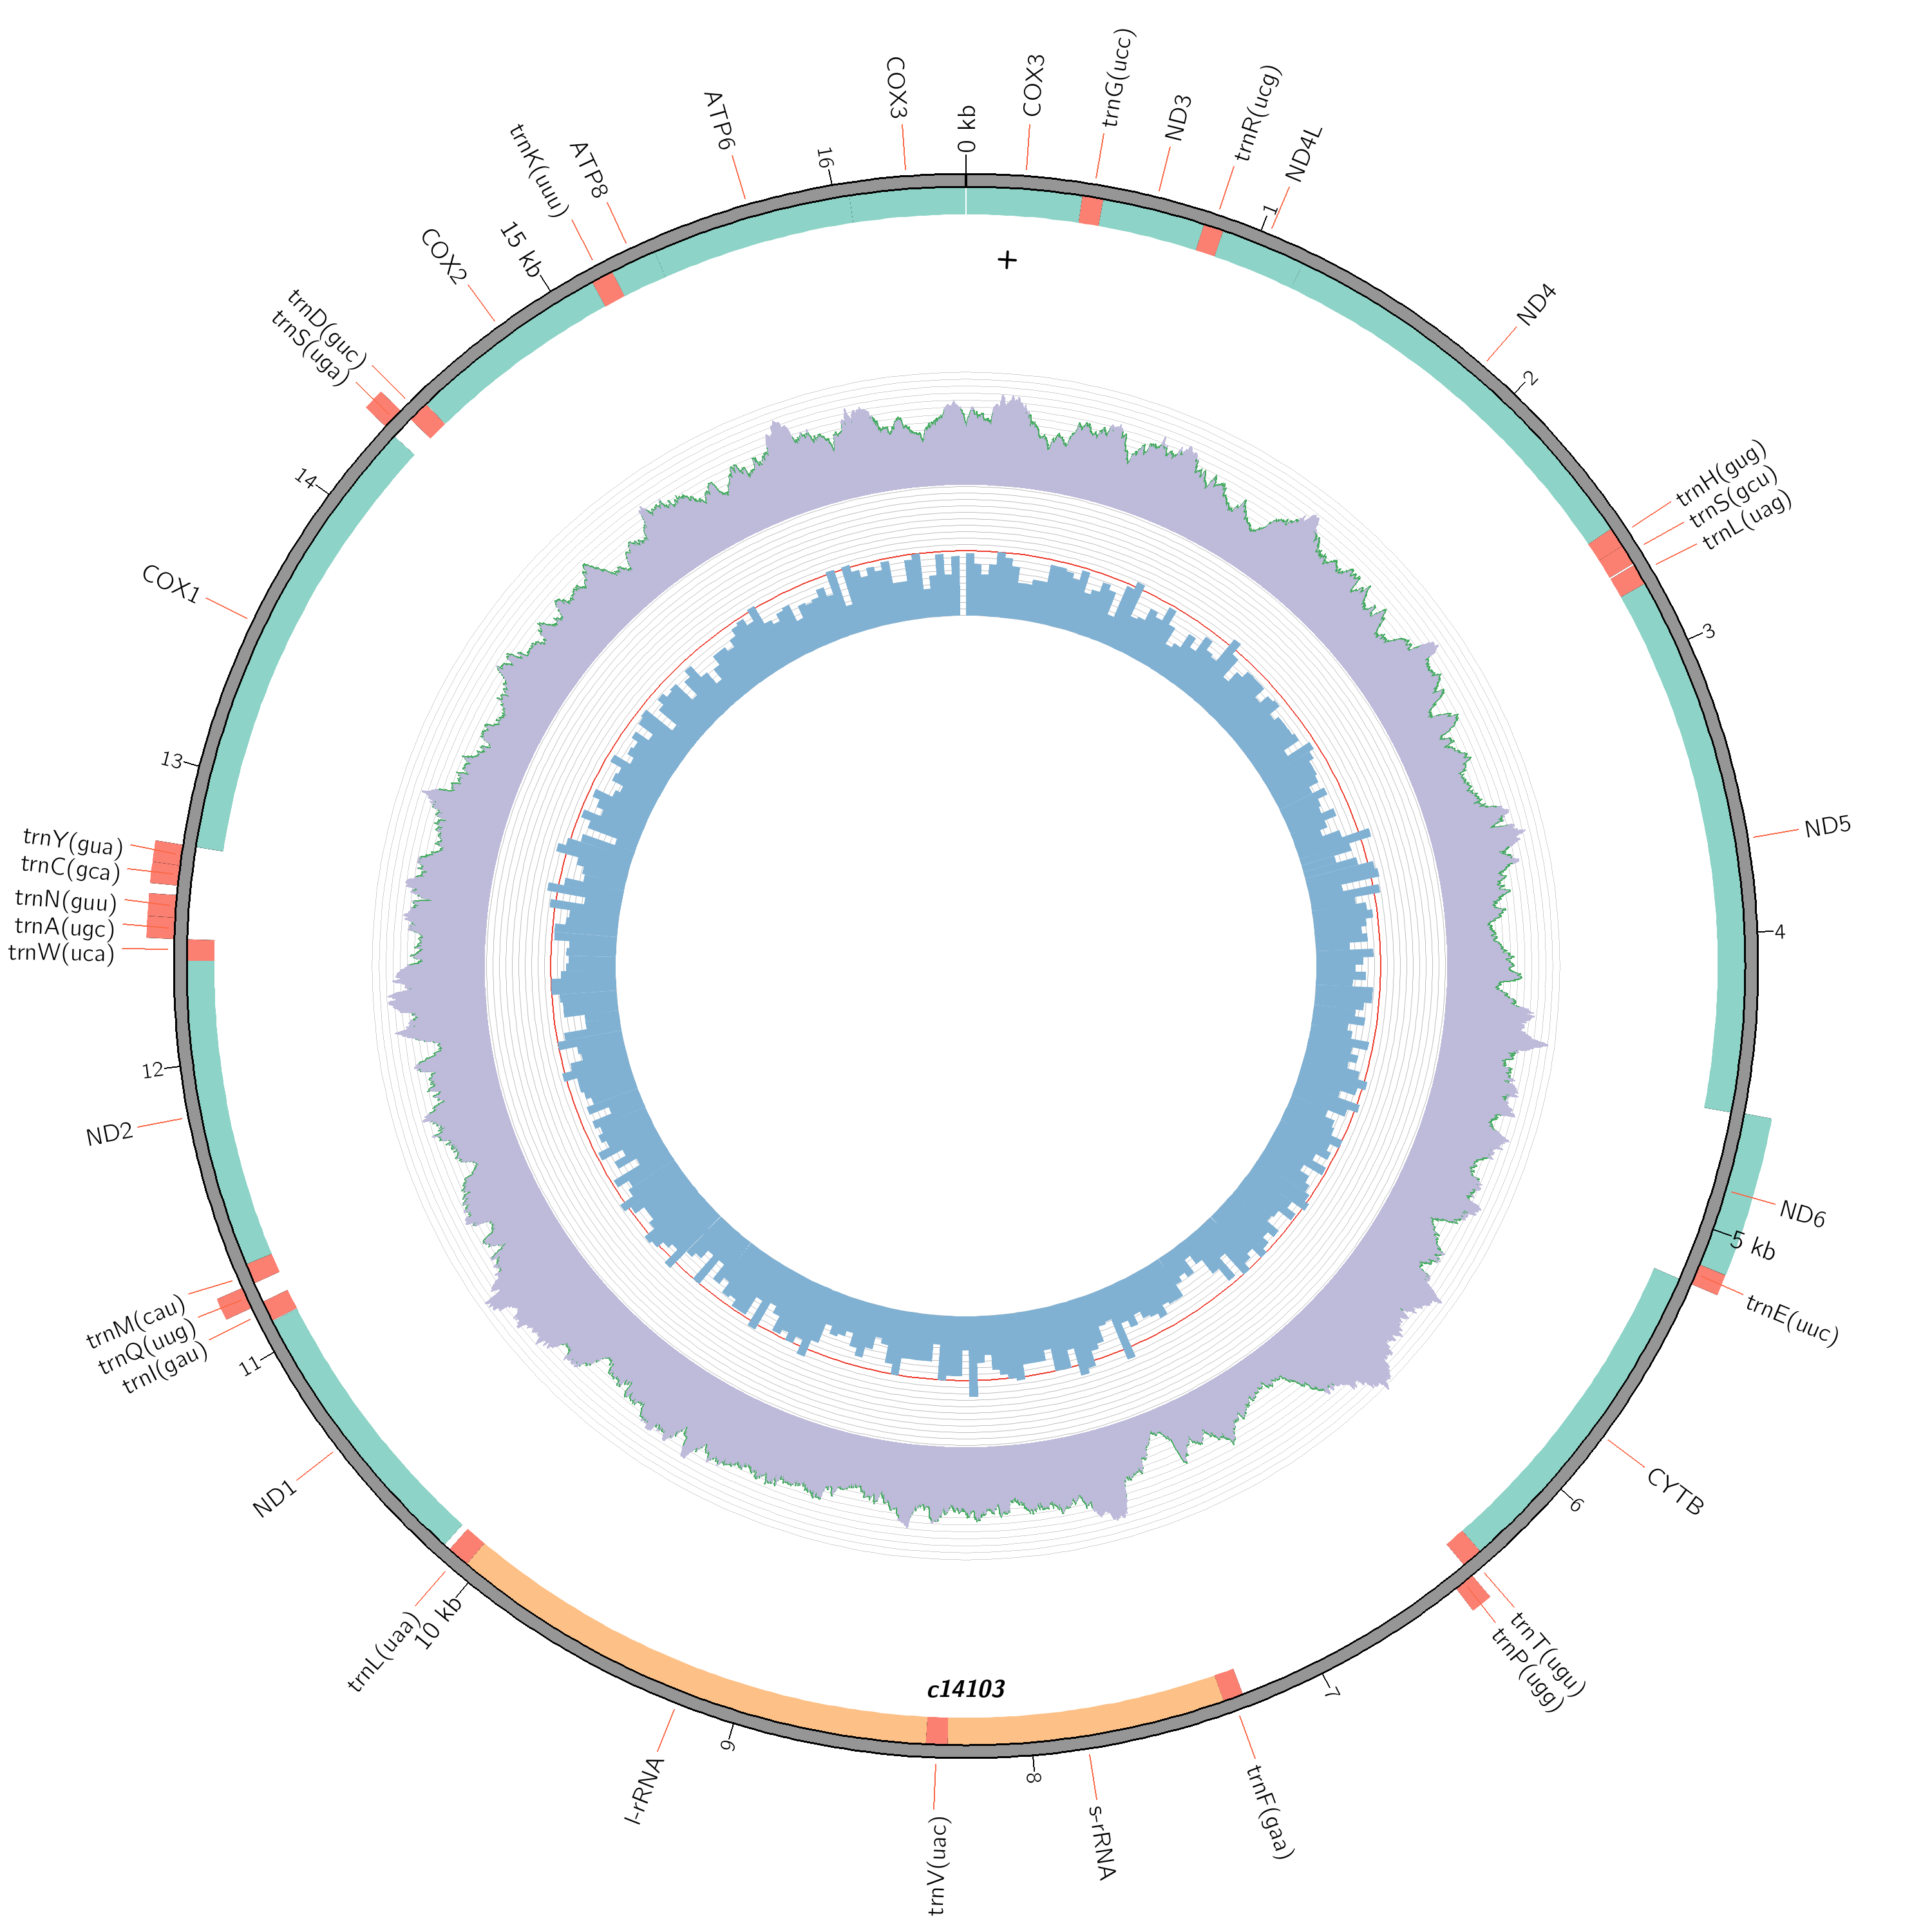 0 kb
COX3
trnG(ucc)
ND3
trnR(ucg)
1
ND4L
ND4
2
trnH(gug)
trnS(gcu)
trnL(uag)
3
ND5
4
ND6
5 kb
trnE(uuc)
CYTB
6
trnT(ugu)
trnP(ugg)
7
trnF(gaa)
s-rRNA
8
trnV(uac)
c14103
9
l-rRNA
10 kb
trnL(uaa)
ND1
11
trnI(gau)
trnQ(uug)
trnM(cau)
ND2
12
trnW(uca)
trnA(ugc)
trnN(guu)
trnC(gca)
trnY(gua)
13
COX1
14
trnS(uga)
trnD(guc)
COX2
15 kb
trnK(uuu)
ATP8
ATP6
16
COX3
+